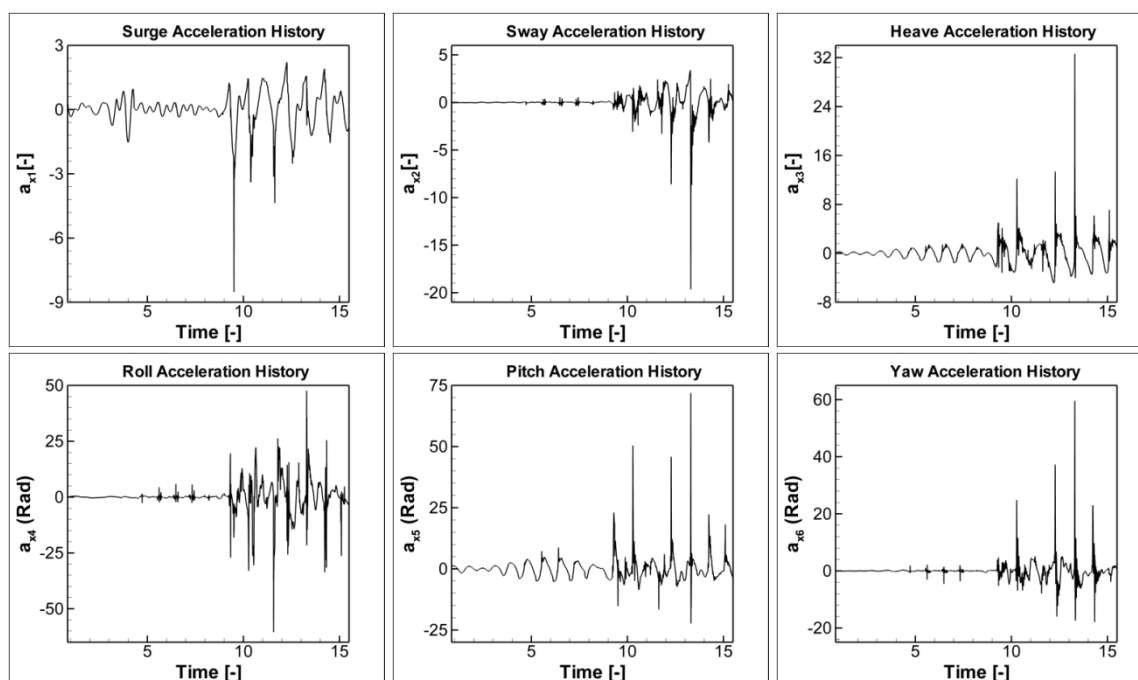 Surge Acceleration History
3
0
-3
-6
-9
a_x1[-]
5 10 15
Time [-]
Sway Acceleration History
5
0
-5
-10
-15
-20
a_x2[-]
5 10 15
Time [-]
Heave Acceleration History
32
24
16
8
0
-8
a_x3[-]
5 10 15
Time [-]
Roll Acceleration History
50
25
0
-25
-50
a_x4 (Rad)
5 10 15
Time [-]
Pitch Acceleration History
75
50
25
0
-25
a_x5 (Rad)
5 10 15
Time [-]
Yaw Acceleration History
60
40
20
0
-20
a_x6 (Rad)
5 10 15
Time [-]